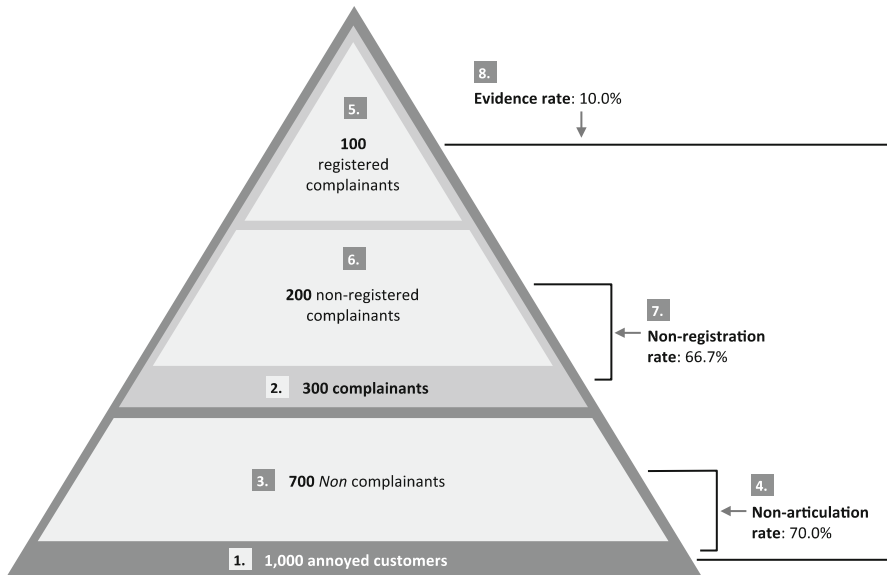 8.
Evidence rate: 10.0%
5.
100
registered
complainants
6.
200 non-registered
complainants
7.
Non-registration
rate: 66.7%
2. 300 complainants
3. 700 Non complainants
4.
Non-articulation
rate: 70.0%
1. 1,000 annoyed customers